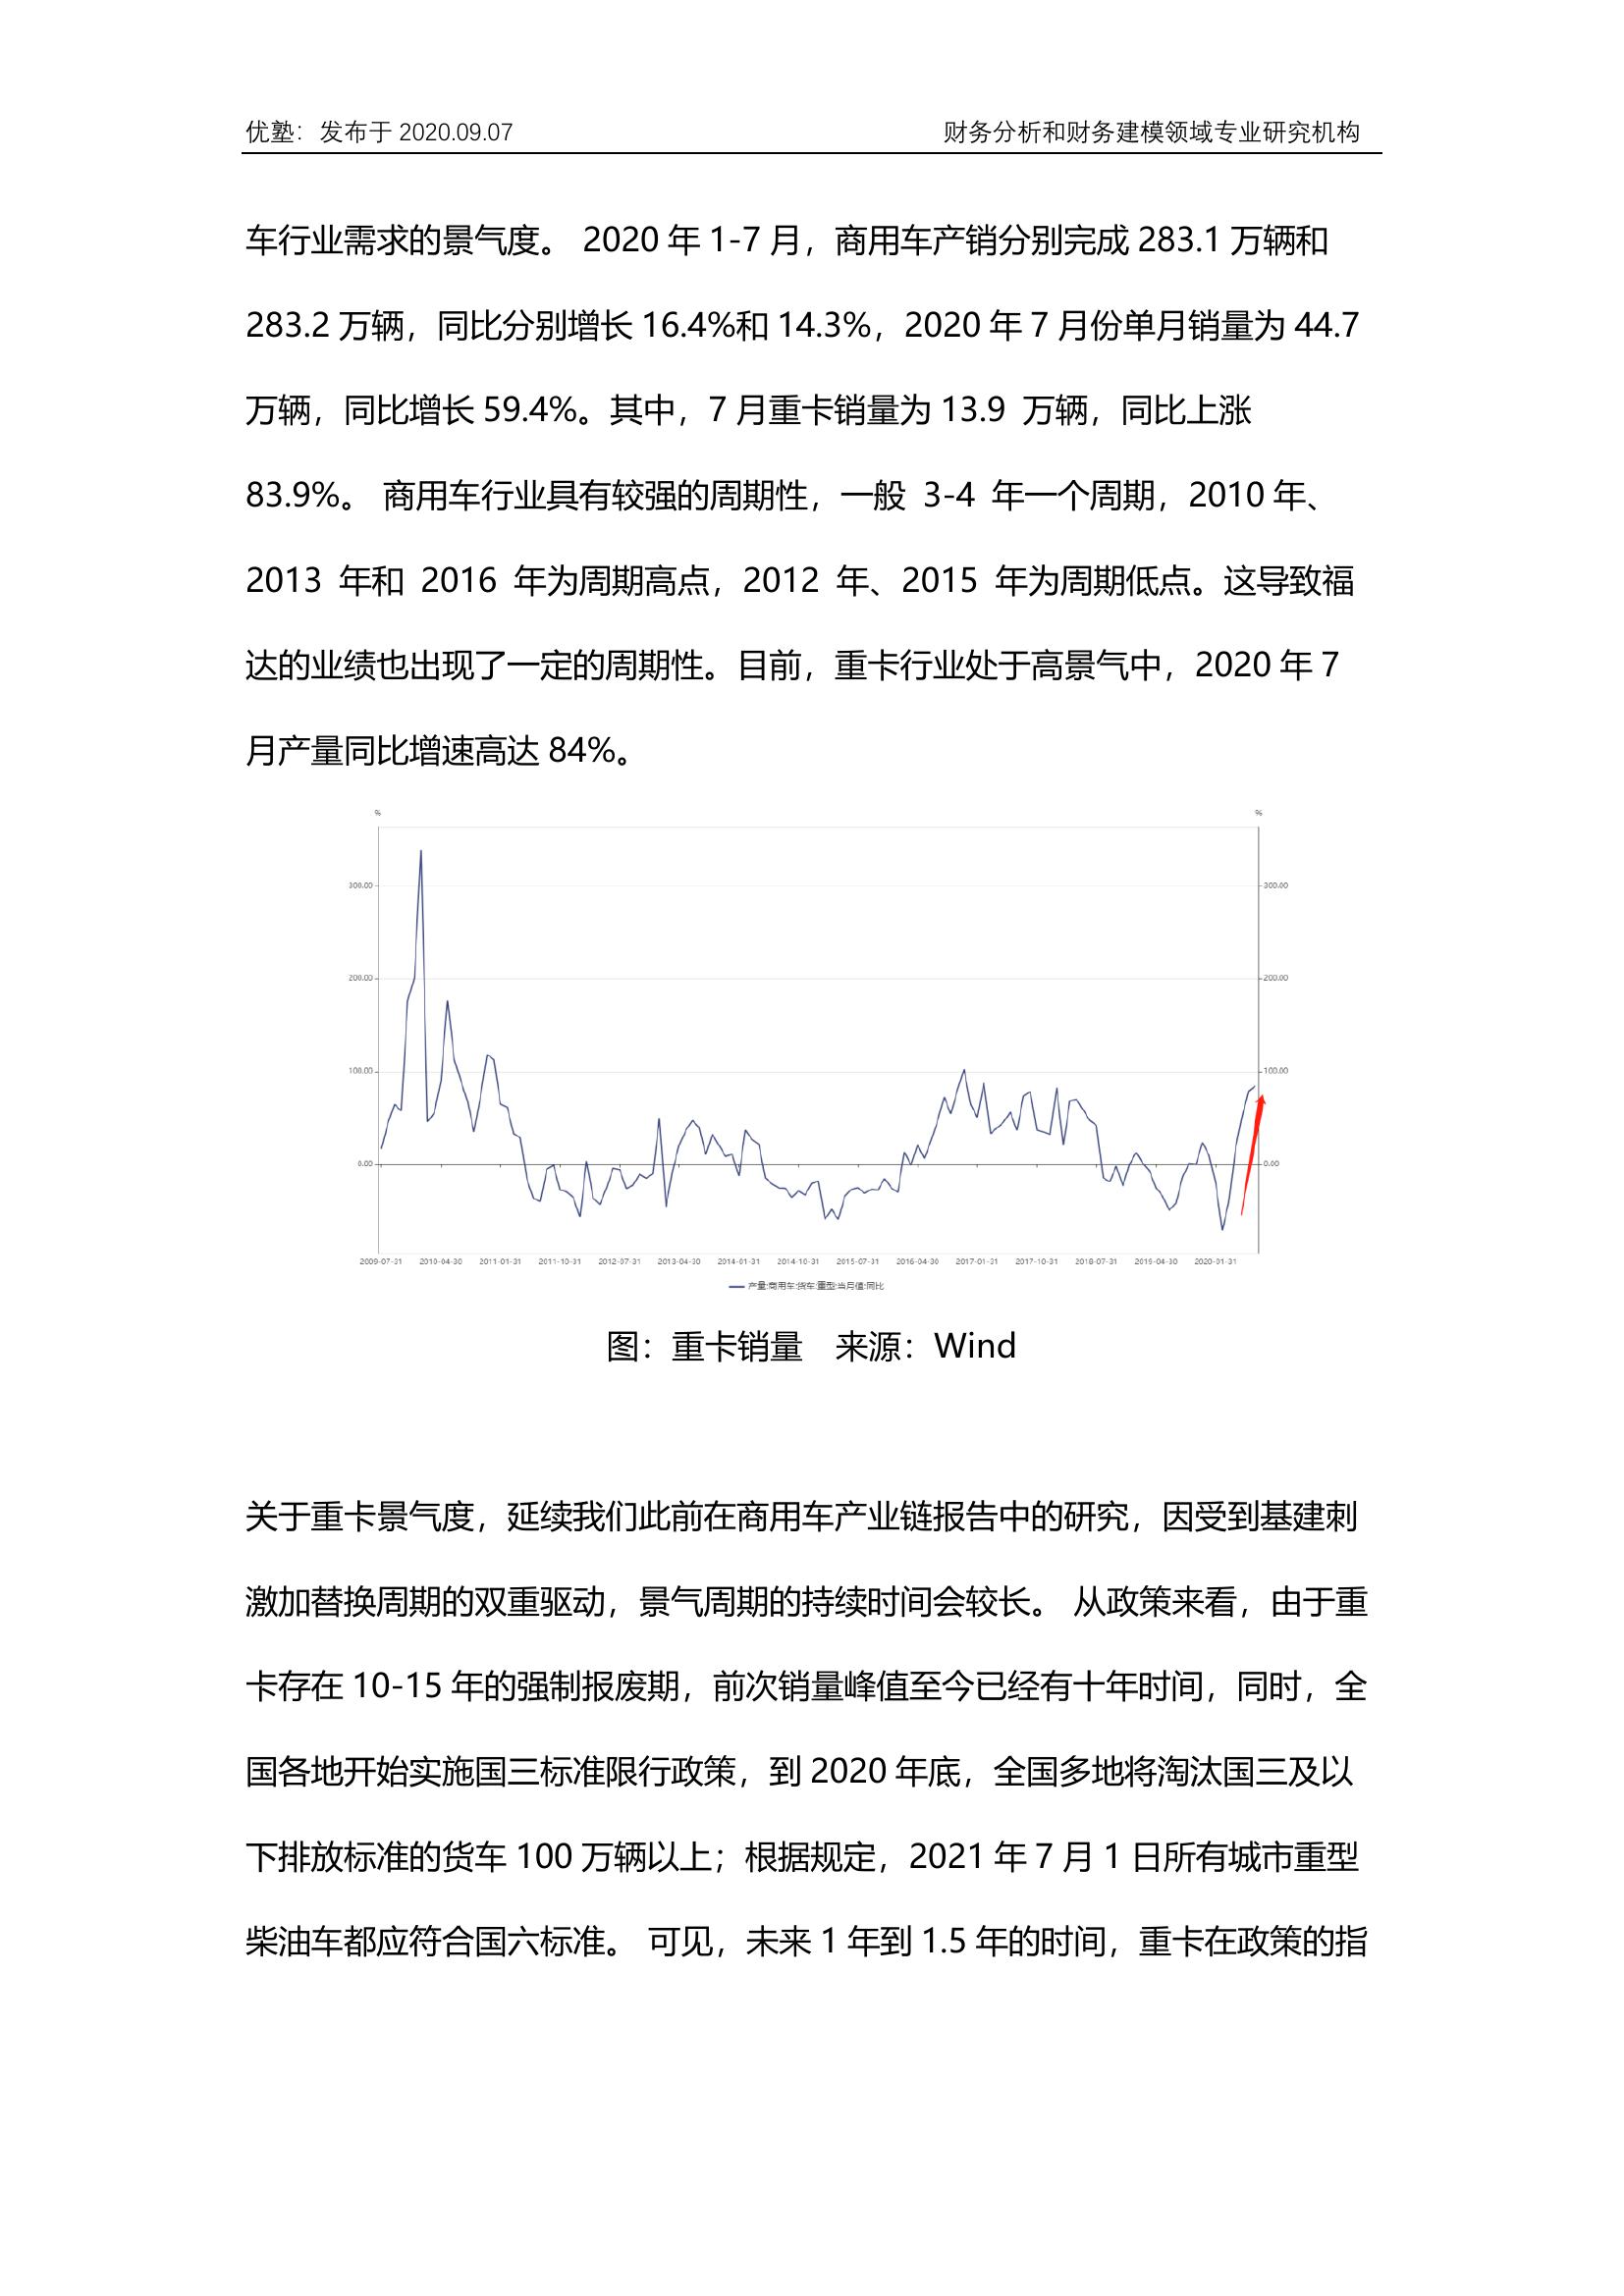 优塾：发布于 2020.09.07
财务分析和财务建模领域专业研究机构
车行业需求的景气度。 2020 年 1-7 月，商用车产销分别完成 283.1 万辆和
283.2 万辆，同比分别增长 16.4%和 14.3%，2020 年 7 月份单月销量为 44.7
万辆，同比增长 59.4%。其中，7 月重卡销量为 13.9 万辆，同比上涨
83.9%。 商用车行业具有较强的周期性，一般 3-4 年一个周期，2010 年、
2013 年和 2016 年为周期高点，2012 年、2015 年为周期低点。这导致福
达的业绩也出现了一定的周期性。目前，重卡行业处于高景气中，2020 年 7
月产量同比增速高达 84%。
% %
300.00 300.00
200.00 200.00
100.00 100.00
0.00 0.00
2009-07-31 2010-04-30 2011-01-31 2011-10-31 2012-07-31 2013-04-30 2014-01-31 2014-10-31 2015-07-31 2016-04-30 2017-01-31 2017-10-31 2018-07-31 2019-04-30 2020-01-31
产量:商用车:货车:重型:当月值:同比
图：重卡销量 来源：Wind
关于重卡景气度，延续我们此前在商用车产业链报告中的研究，因受到基建刺
激加替换周期的双重驱动，景气周期的持续时间会较长。 从政策来看，由于重
卡存在 10-15 年的强制报废期，前次销量峰值至今已经有十年时间，同时，全
国各地开始实施国三标准限行政策，到 2020 年底，全国多地将淘汰国三及以
下排放标准的货车 100 万辆以上；根据规定，2021 年 7 月 1 日所有城市重型
柴油车都应符合国六标准。 可见，未来 1 年到 1.5 年的时间，重卡在政策的指